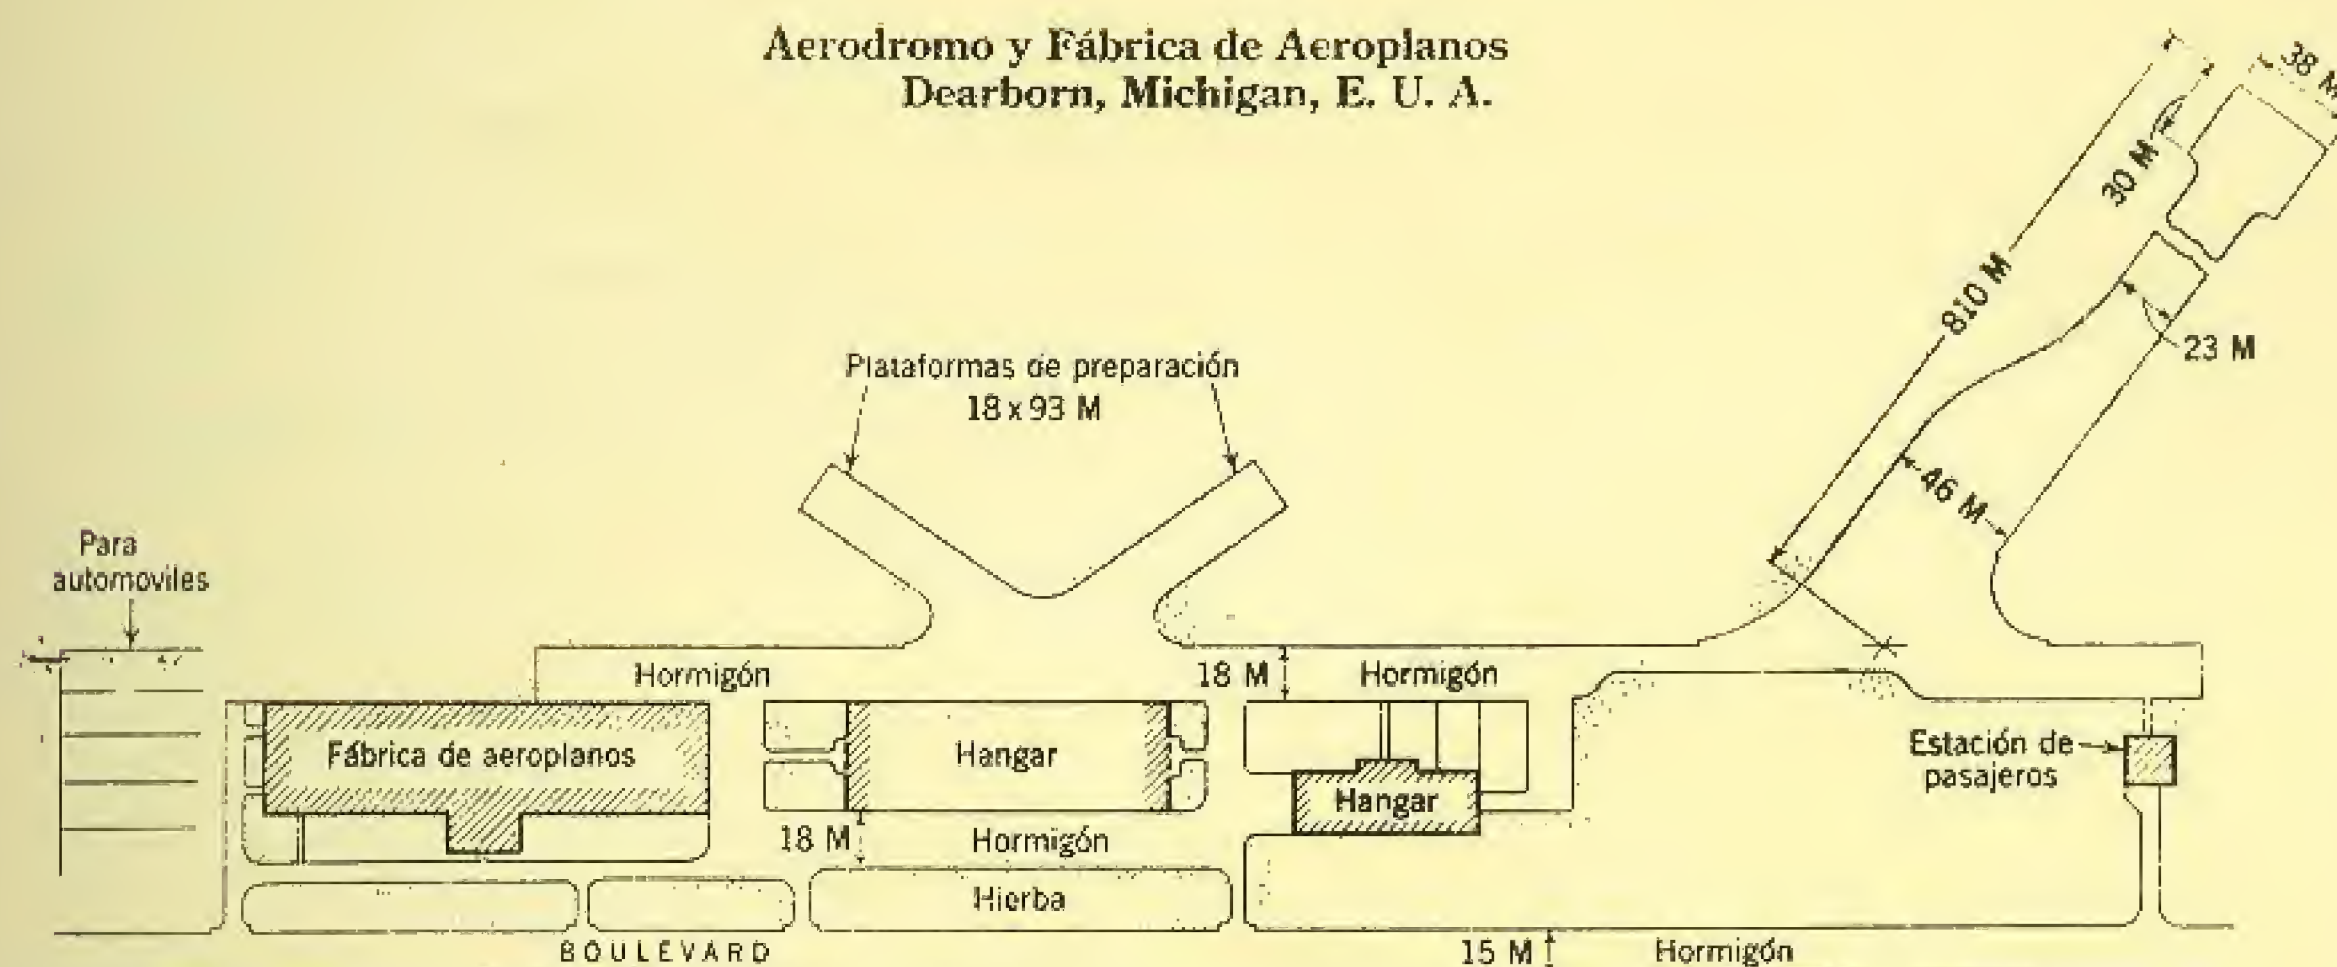 Aerodromo y Fábrica de Aeroplanos
Dearborn, Michigan, E. U. A.
38 M
30 M
810 M
23 M
46 M
Plataformas de preparación
18 x 93 M
Para
automoviles
Hormigón
18 M
Hormigón
Fábrica de aeroplanos
Hangar
Hangar
Estación de
pasajeros
18 M
Hormigón
Hierba
BOULEVARD
15 M
Hormigón